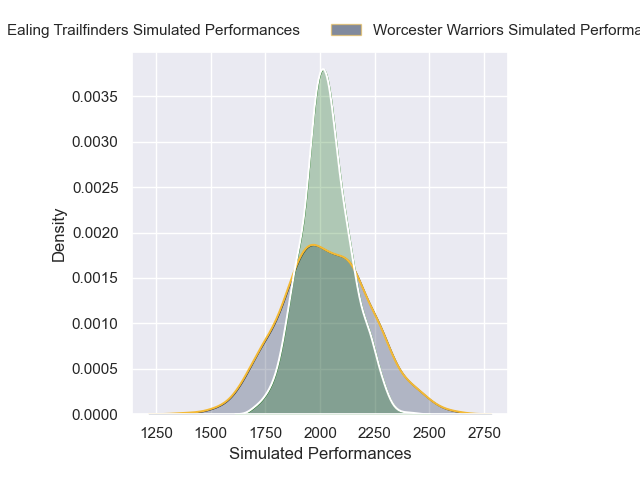 Ealing Trailfinders Simulated Performances
Worcester Warriors Simulated Performa
0.0035
0.0030
0.0025
0.0020
0.0015
0.0010
0.0005
0.0000
Density
1250 1500 1750 2000 2250 2500 2750
Simulated Performances